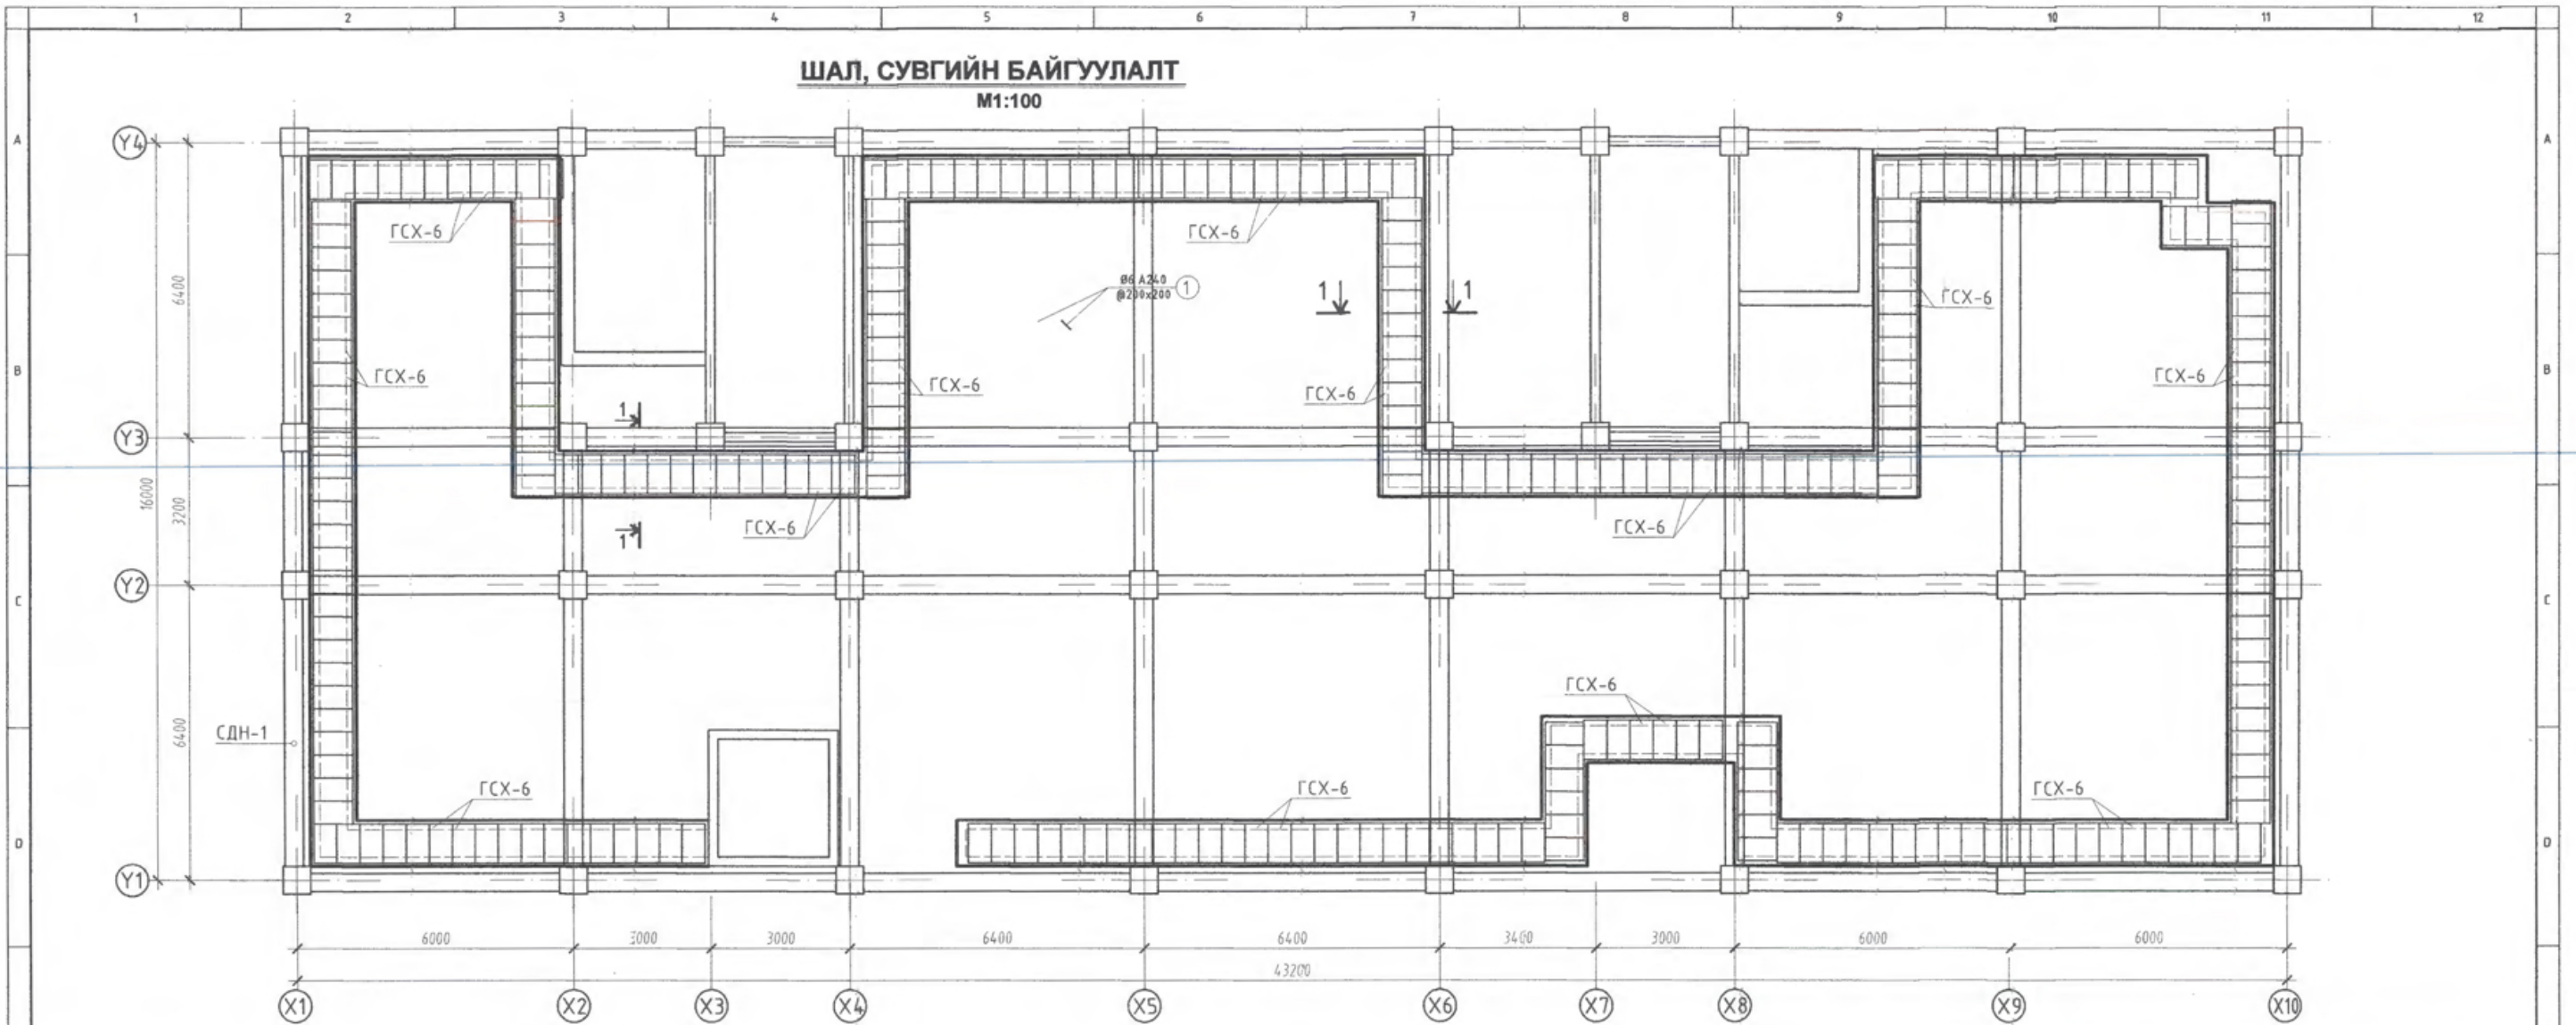 1 2 3 4 5 6 7 8 9 10 11 12
ШАЛ, СУВГИЙН БАЙГУУЛАЛТ
М1:100
A A
Y4
ГСХ-6 ГСХ-6
6400
Ø6 A240
@200x200 1
1 1
ГСХ-6
B B
ГСХ-6 ГСХ-6 ГСХ-6 ГСХ-6
1
Y3
16000
3200
1
ГСХ-6 ГСХ-6
Y2
C C
ГСХ-6
6400
СДН-1
ГСХ-6 ГСХ-6 ГСХ-6
D D
Y1
6000 3000 3000 6400 6400 3400 3000 6000 6000
43200
X1 X2 X3 X4 X5 X6 X7 X8 X9 X10